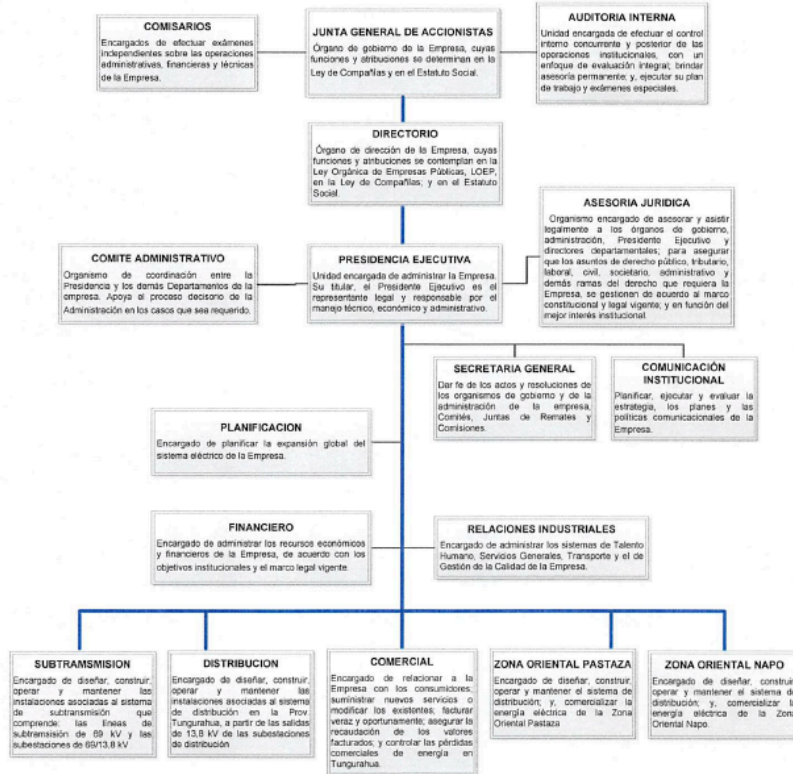 COMISARIOS
Encargados de efectuar exámenes
independientes sobre las operaciones
administrativas, financieras y técnicas
de la Empresa.
JUNTA GENERAL DE ACCIONISTAS
Órgano de gobierno de la Empresa, cuyas
funciones y atribuciones se determinan en la
Ley de Compañías y en el Estatuto Social.
AUDITORIA INTERNA
Unidad encargada de efectuar el control
interno concurrente y posterior de las
operaciones institucionales, con un
enfoque de evaluación integral; brindar
asesoría permanente; y, ejecutar su plan
de trabajo y exámenes especiales.
DIRECTORIO
Órgano de dirección de la Empresa, cuyas
funciones y atribuciones se contemplan en la
Ley Orgánica de Empresas Públicas, LOEP,
en la Ley de Compañías; y en el Estatuto
Social.
ASESORIA JURIDICA
Organismo encargado de asesorar y asistir
legalmente a los órganos de gobierno,
administración, Presidente Ejecutivo y
directores departamentales; para asegurar
que los asuntos de derecho público, tributario,
laboral, civil, societario, administrativo y
demás ramas del derecho que requiera la
Empresa, se gestionen de acuerdo al marco
constitucional y legal vigente; y en función del
mejor interés institucional.
COMITE ADMINISTRATIVO
Organismo de coordinación entre la
Presidencia y los demás Departamentos de la
empresa. Apoya al proceso decisorio de la
Administración en los casos que sea requerido.
PRESIDENCIA EJECUTIVA
Unidad encargada de administrar la Empresa.
Su titular, el Presidente Ejecutivo es el
representante legal y responsable por el
manejo técnico, económico y administrativo.
SECRETARIA GENERAL
Dar fe de los actos y resoluciones de
los organismos de gobierno y de la
administración de la empresa,
Comités, Juntas de Remates y
Comisiones.
COMUNICACIÓN
INSTITUCIONAL
Planificar, ejecutar y evaluar la
estrategia, los planes y las
políticas comunicacionales de la
Empresa.
PLANIFICACION
Encargado de planificar la expansión global del
sistema eléctrico de la Empresa.
FINANCIERO
Encargado de administrar los recursos económicos
y financieros de la Empresa, de acuerdo con los
objetivos institucionales y el marco legal vigente.
RELACIONES INDUSTRIALES
Encargado de administrar los sistemas de Talento
Humano, Servicios Generales, Transporte y el de
Gestión de la Calidad de la Empresa.
SUBTRAMSMISION
Encargado de diseñar, construir,
operar y mantener las
instalaciones asociadas al sistema
de subtransmisión que
comprende: las líneas de
subtransmisión de 69 kV y las
subestaciones de 69/13,8 kV
DISTRIBUCION
Encargado de diseñar, construir,
operar y mantener las
instalaciones asociadas al sistema
de distribución en la Prov.
Tungurahua, a partir de las salidas
de 13,8 kV de las subestaciones
de distribución
COMERCIAL
Encargado de relacionar a la
Empresa con los consumidores;
suministrar nuevos servicios o
modificar los existentes; facturar
veraz y oportunamente; asegurar la
recaudación de los valores
facturados; y controlar las pérdidas
comerciales de energía en
Tungurahua.
ZONA ORIENTAL PASTAZA
Encargado de diseñar, construir,
operar y mantener el sistema de
distribución; y, comercializar la
energía eléctrica de la Zona
Oriental Pastaza
ZONA ORIENTAL NAPO
Encargado de diseñar, construir,
operar y mantener el sistema de
distribución; y, comercializar la
energía eléctrica de la Zona
Oriental Napo.